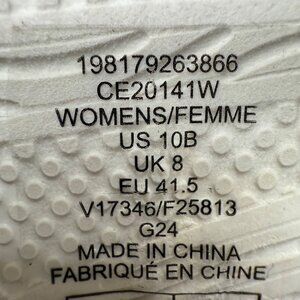 198179263866
CE20141W
WOMENS/FEMME
US 10B
UK 8
EU 41.5
V17346/F25813
G24
MADE IN CHINA
FABRIQUÉ EN CHINE